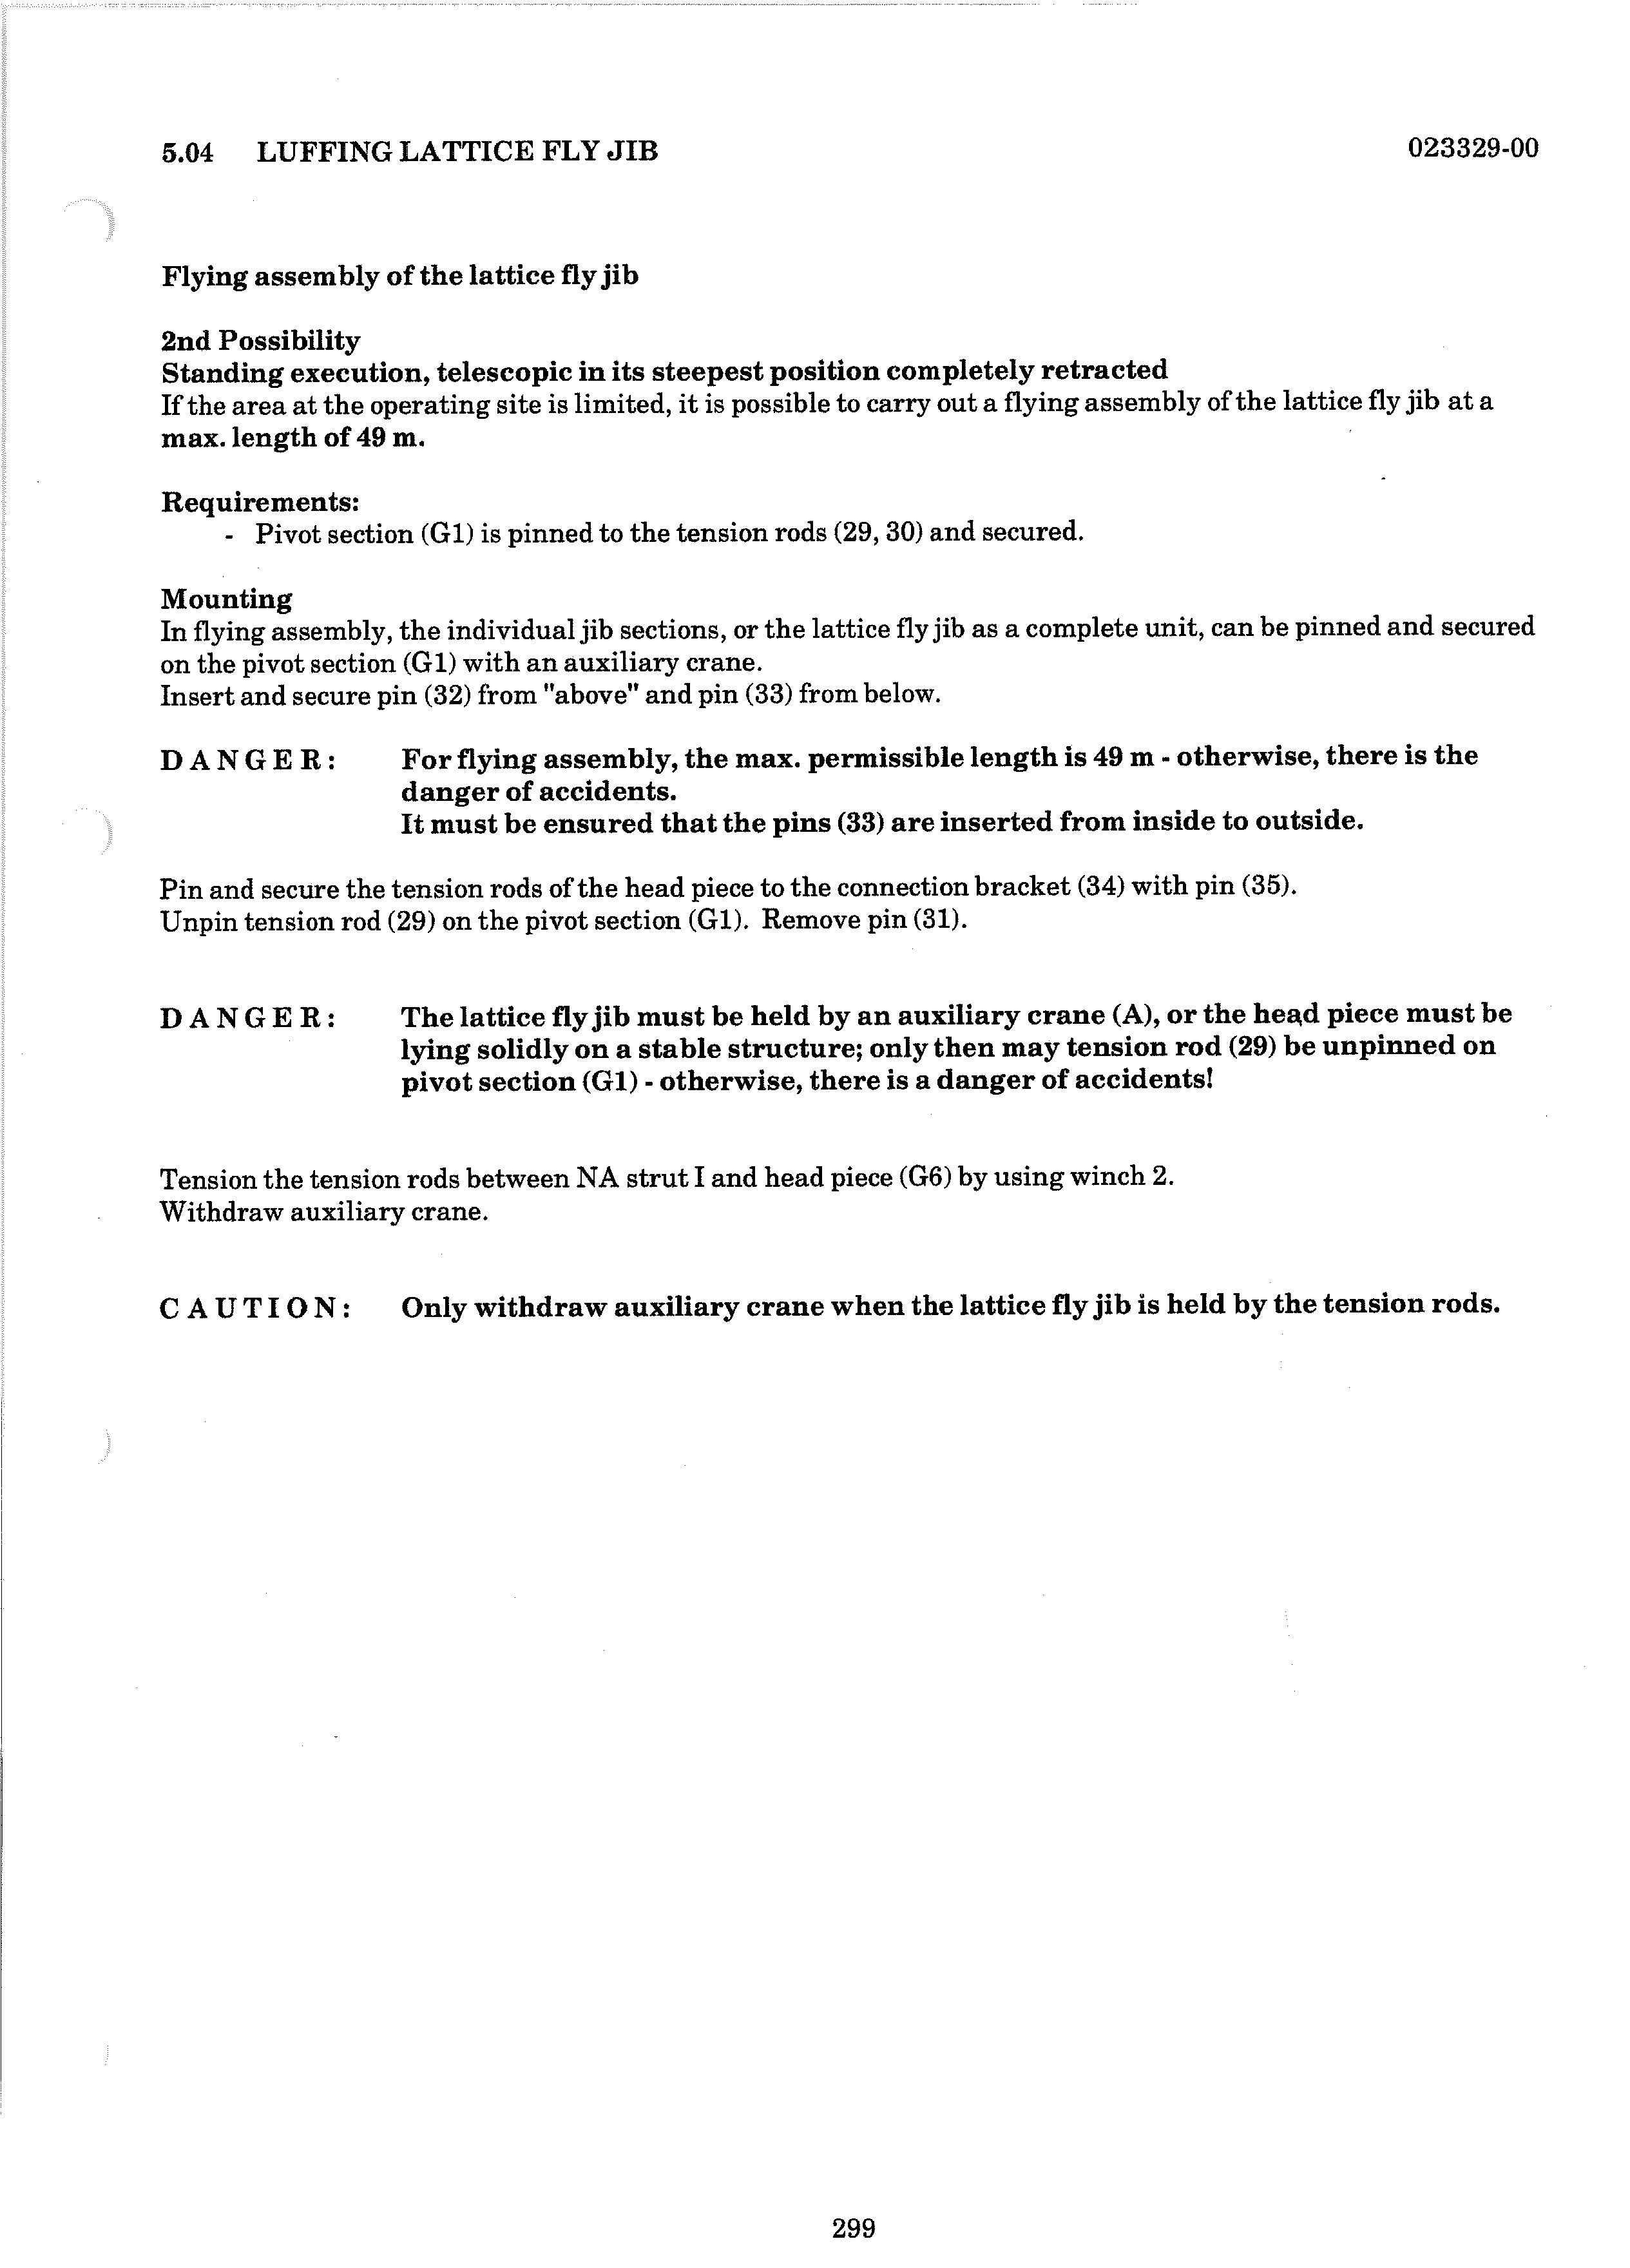 5.04 LUFFING LATTICE FLY JIB 023329-00
Flying assembly of the lattice fly jib
2nd Possibility
Standing execution, telescopic in its steepest position completely retracted
If the area at the operating site is limited, it is possible to carry out a flying assembly of the lattice fly jib at a
max. length of 49 m.
Requirements:
- Pivot section (G1) is pinned to the tension rods (29, 30) and secured.
Mounting
In flying assembly, the individual jib sections, or the lattice fly jib as a complete unit, can be pinned and secured
on the pivot section (G1) with an auxiliary crane.
Insert and secure pin (32) from "above" and pin (33) from below.
DANGER: For flying assembly, the max. permissible length is 49 m - otherwise, there is the
danger of accidents.
It must be ensured that the pins (33) are inserted from inside to outside.
Pin and secure the tension rods of the head piece to the connection bracket (34) with pin (35).
Unpin tension rod (29) on the pivot section (G1). Remove pin (31).
DANGER: The lattice fly jib must be held by an auxiliary crane (A), or the head piece must be
lying solidly on a stable structure; only then may tension rod (29) be unpinned on
pivot section (G1) - otherwise, there is a danger of accidents!
Tension the tension rods between NA strut I and head piece (G6) by using winch 2.
Withdraw auxiliary crane.
CAUTION: Only withdraw auxiliary crane when the lattice fly jib is held by the tension rods.
299